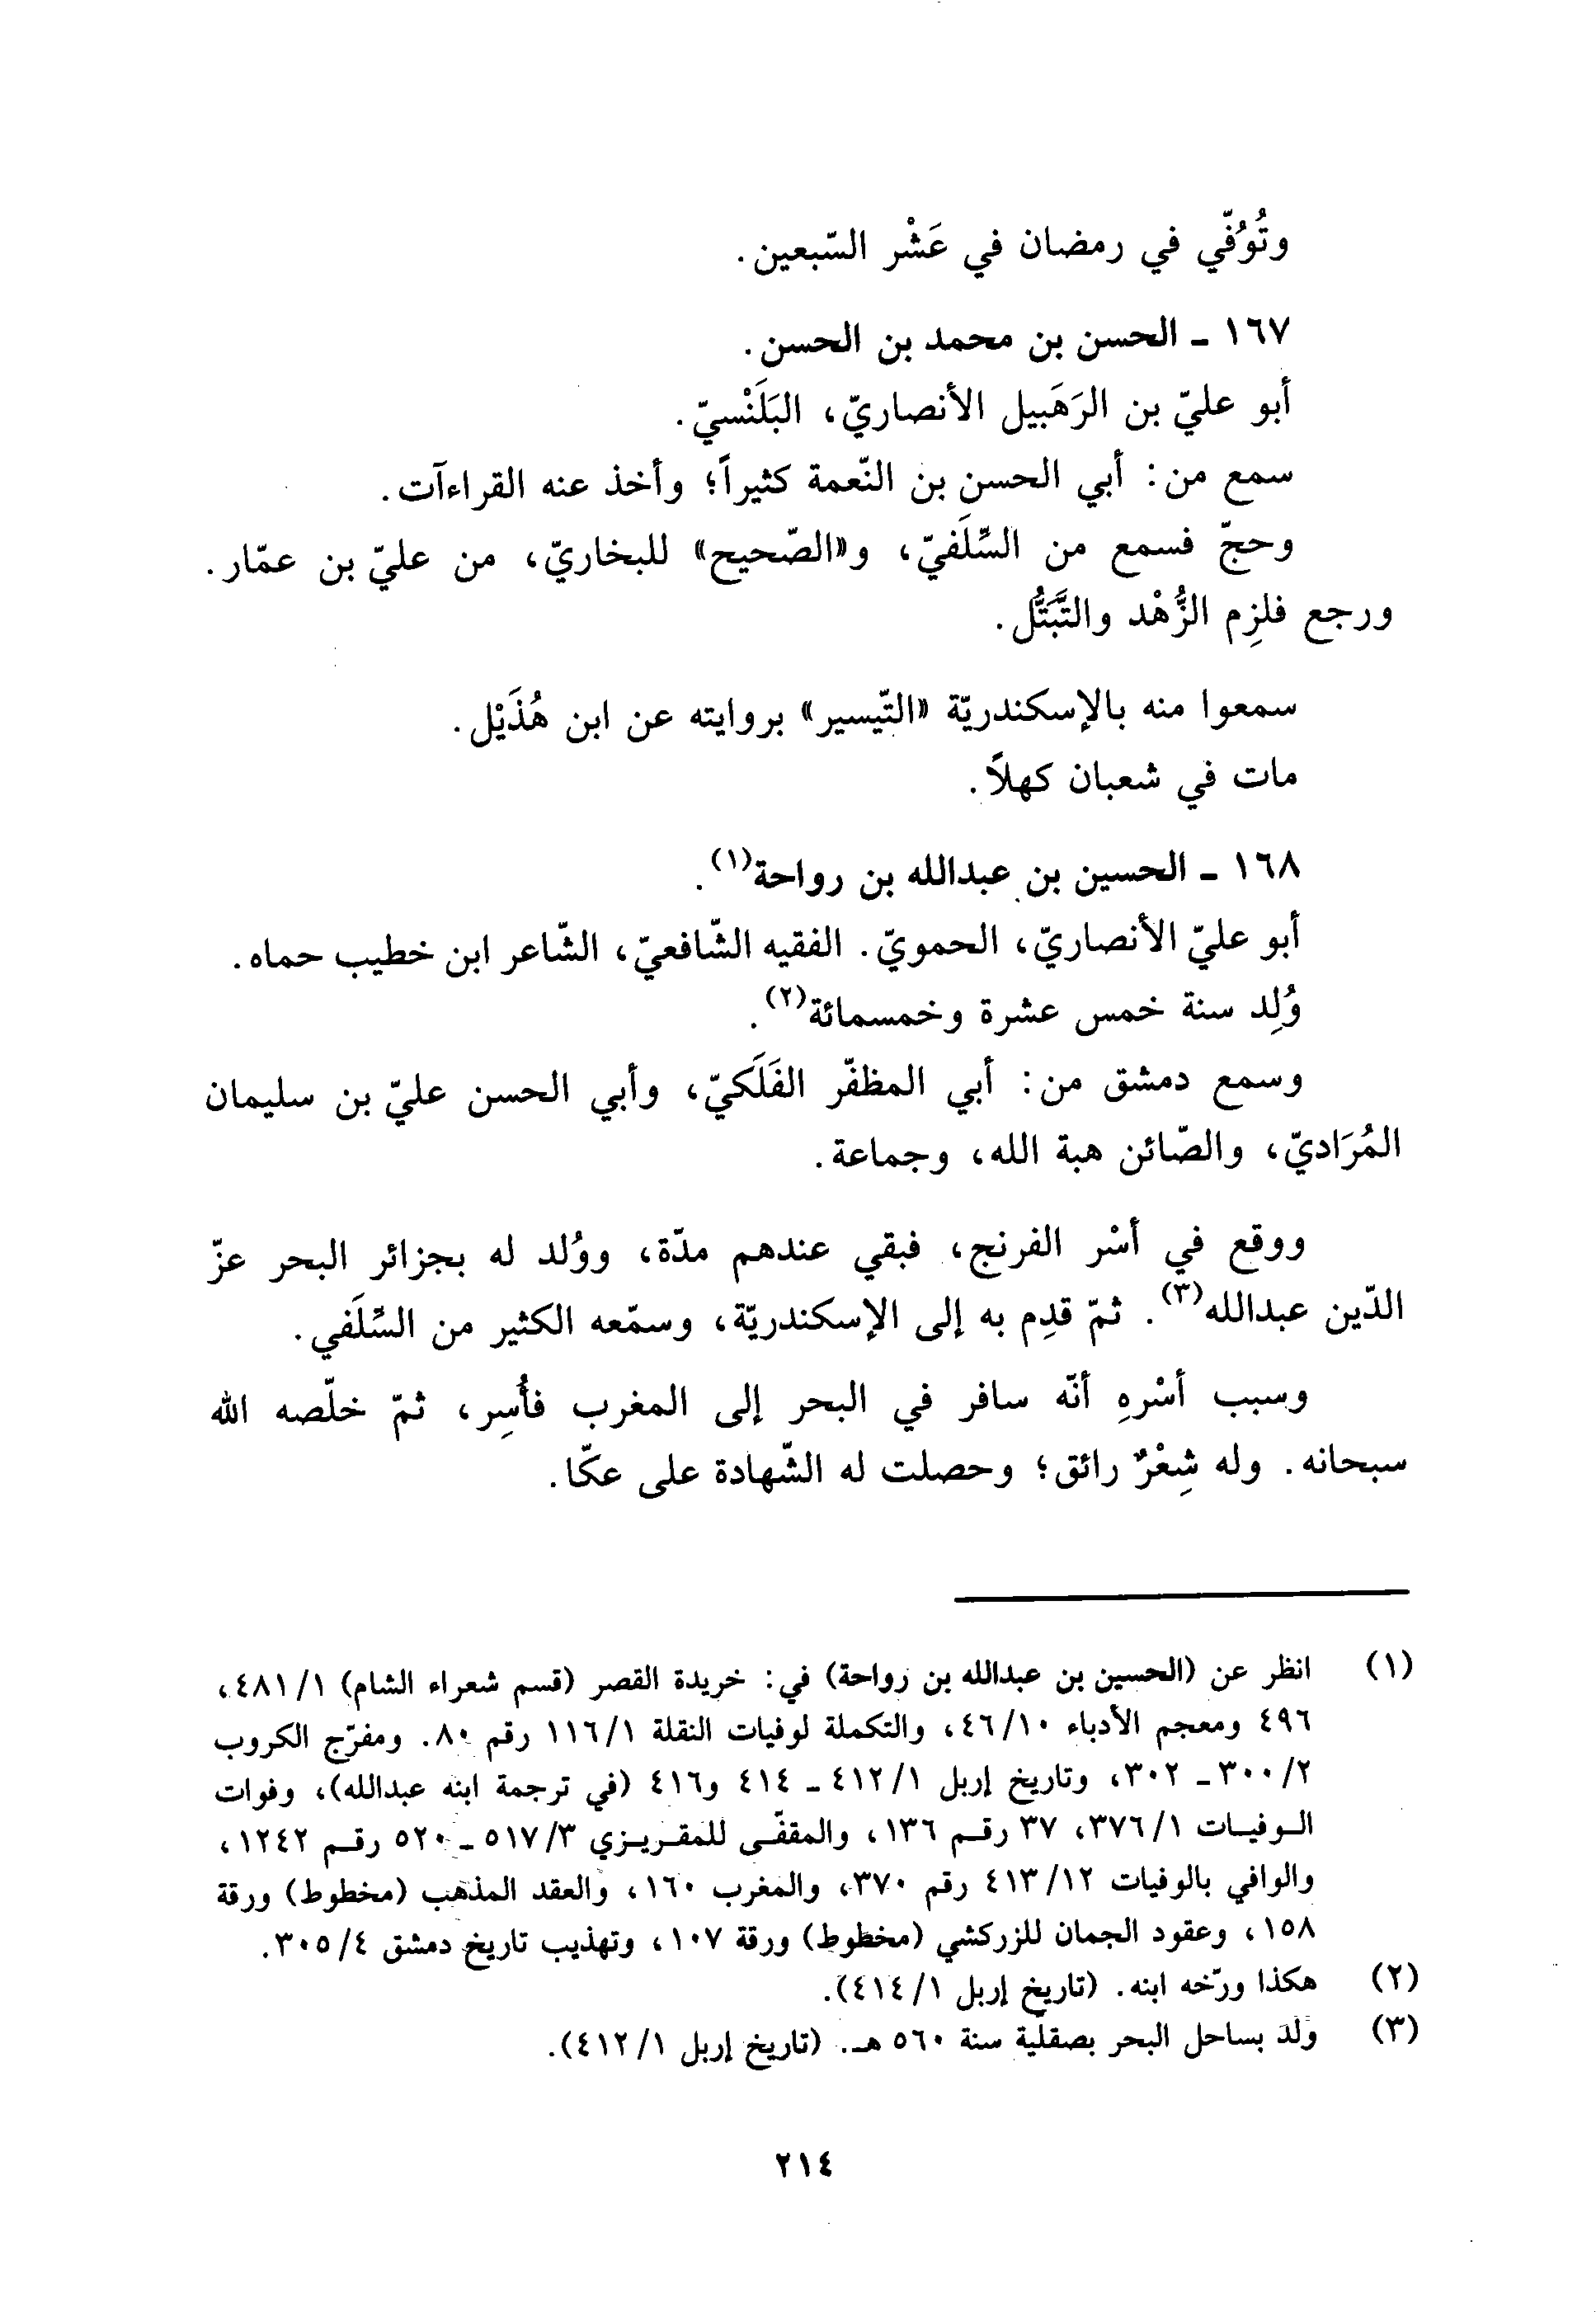 وتُوُفّي في رمضان في عَشْر السّبعين.
١٦٧ ـ الحسن بن محمد بن الحسن.
أبو عليّ بن الرَهَبيل الأنصاريّ، البَلَنْسيّ.
سمع من: أبي الحسن بن النّعمة كثيراً؛ وأخذ عنه القراءآت.
وحجّ فسمع من السِّلَفيّ، و«الصّحيح» للبخاريّ، من عليّ بن عمّار.
ورجع فلزِم الزُّهْد والتَّبَتُّل.
سمعوا منه بالإسكندريّة «التّيسير» بروايته عن ابن هُذَيْل.
مات في شعبان كهلاً.
١٦٨ ـ الحسين بن عبدالله بن رواحة(١).
أبو عليّ الأنصاريّ، الحمويّ. الفقيه الشّافعيّ، الشّاعر ابن خطيب حماه.
وُلِد سنة خمس عشرة وخمسمائة(٢).
وسمع دمشق من: أبي المظفّر الفَلَكيّ، وأبي الحسن عليّ بن سليمان
المُرَاديّ، والصّائن هبة الله، وجماعة.
ووقع في أسْر الفرنج، فبقي عندهم مدّة، ووُلد له بجزائر البحر عزّ
الدّين عبدالله(٣). ثمّ قدِم به إلى الإسكندريّة، وسمّعه الكثير من السِّلَفي.
وسبب أسْرهِ أنّه سافر في البحر إلى المغرب فأُسِر، ثمّ خلّصه الله
سبحانه. وله شِعْرٌ رائق؛ وحصلت له الشّهادة على عكّا.
(١) انظر عن (الحسين بن عبدالله بن رواحة) في: خريدة القصر (قسم شعراء الشام) ٤٨١/١،
٤٩٦ ومعجم الأدباء ٤٦/١٠، والتكملة لوفيات النقلة ١١٦/١ رقم ٨٠. ومفرّج الكروب
٣٠٠/٢ ـ ٣٠٢، وتاريخ إربل ٤١٢/١ ـ ٤١٤ و٤١٦ (في ترجمة ابنه عبدالله)، وفوات
الـوفيـات ٣٧٦/١، ٣٧ رقـم ١٣٦، والمقفّـى للمقـريـزي ٥١٧/٣ ـ ٥٢٠ رقـم ١٢٤٢،
والوافي بالوفيات ٤١٣/١٢ رقم ٣٧٠، والمغرب ١٦٠، والعقد المذهب (مخطوط) ورقة
١٥٨، وعقود الجمان للزركشي (مخطوط) ورقة ١٠٧، وتهذيب تاريخ دمشق ٣٠٥/٤.
(٢) هكذا ورّخه ابنه. (تاريخ إربل ٤١٤/١).
(٣) ولد بساحل البحر بصقلّية سنة ٥٦٠ هـ. (تاريخ إربل ٤١٢/١).
٢١٤